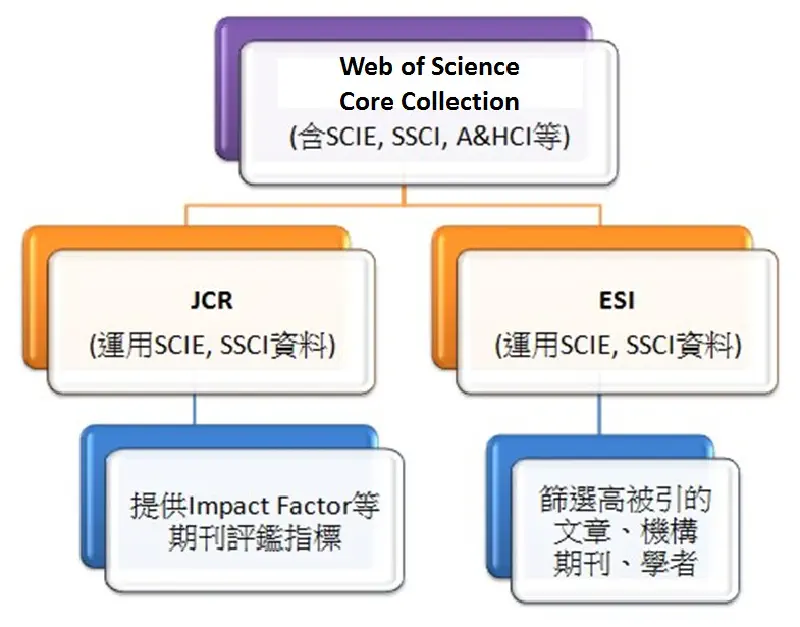 Web of Science
Core Collection
(含SCIE, SSCI, A&HCI等)
JCR
(運用SCIE, SSCI資料)
ESI
(運用SCIE, SSCI資料)
提供Impact Factor等
期刊評鑑指標
篩選高被引的
文章、機構
期刊、學者